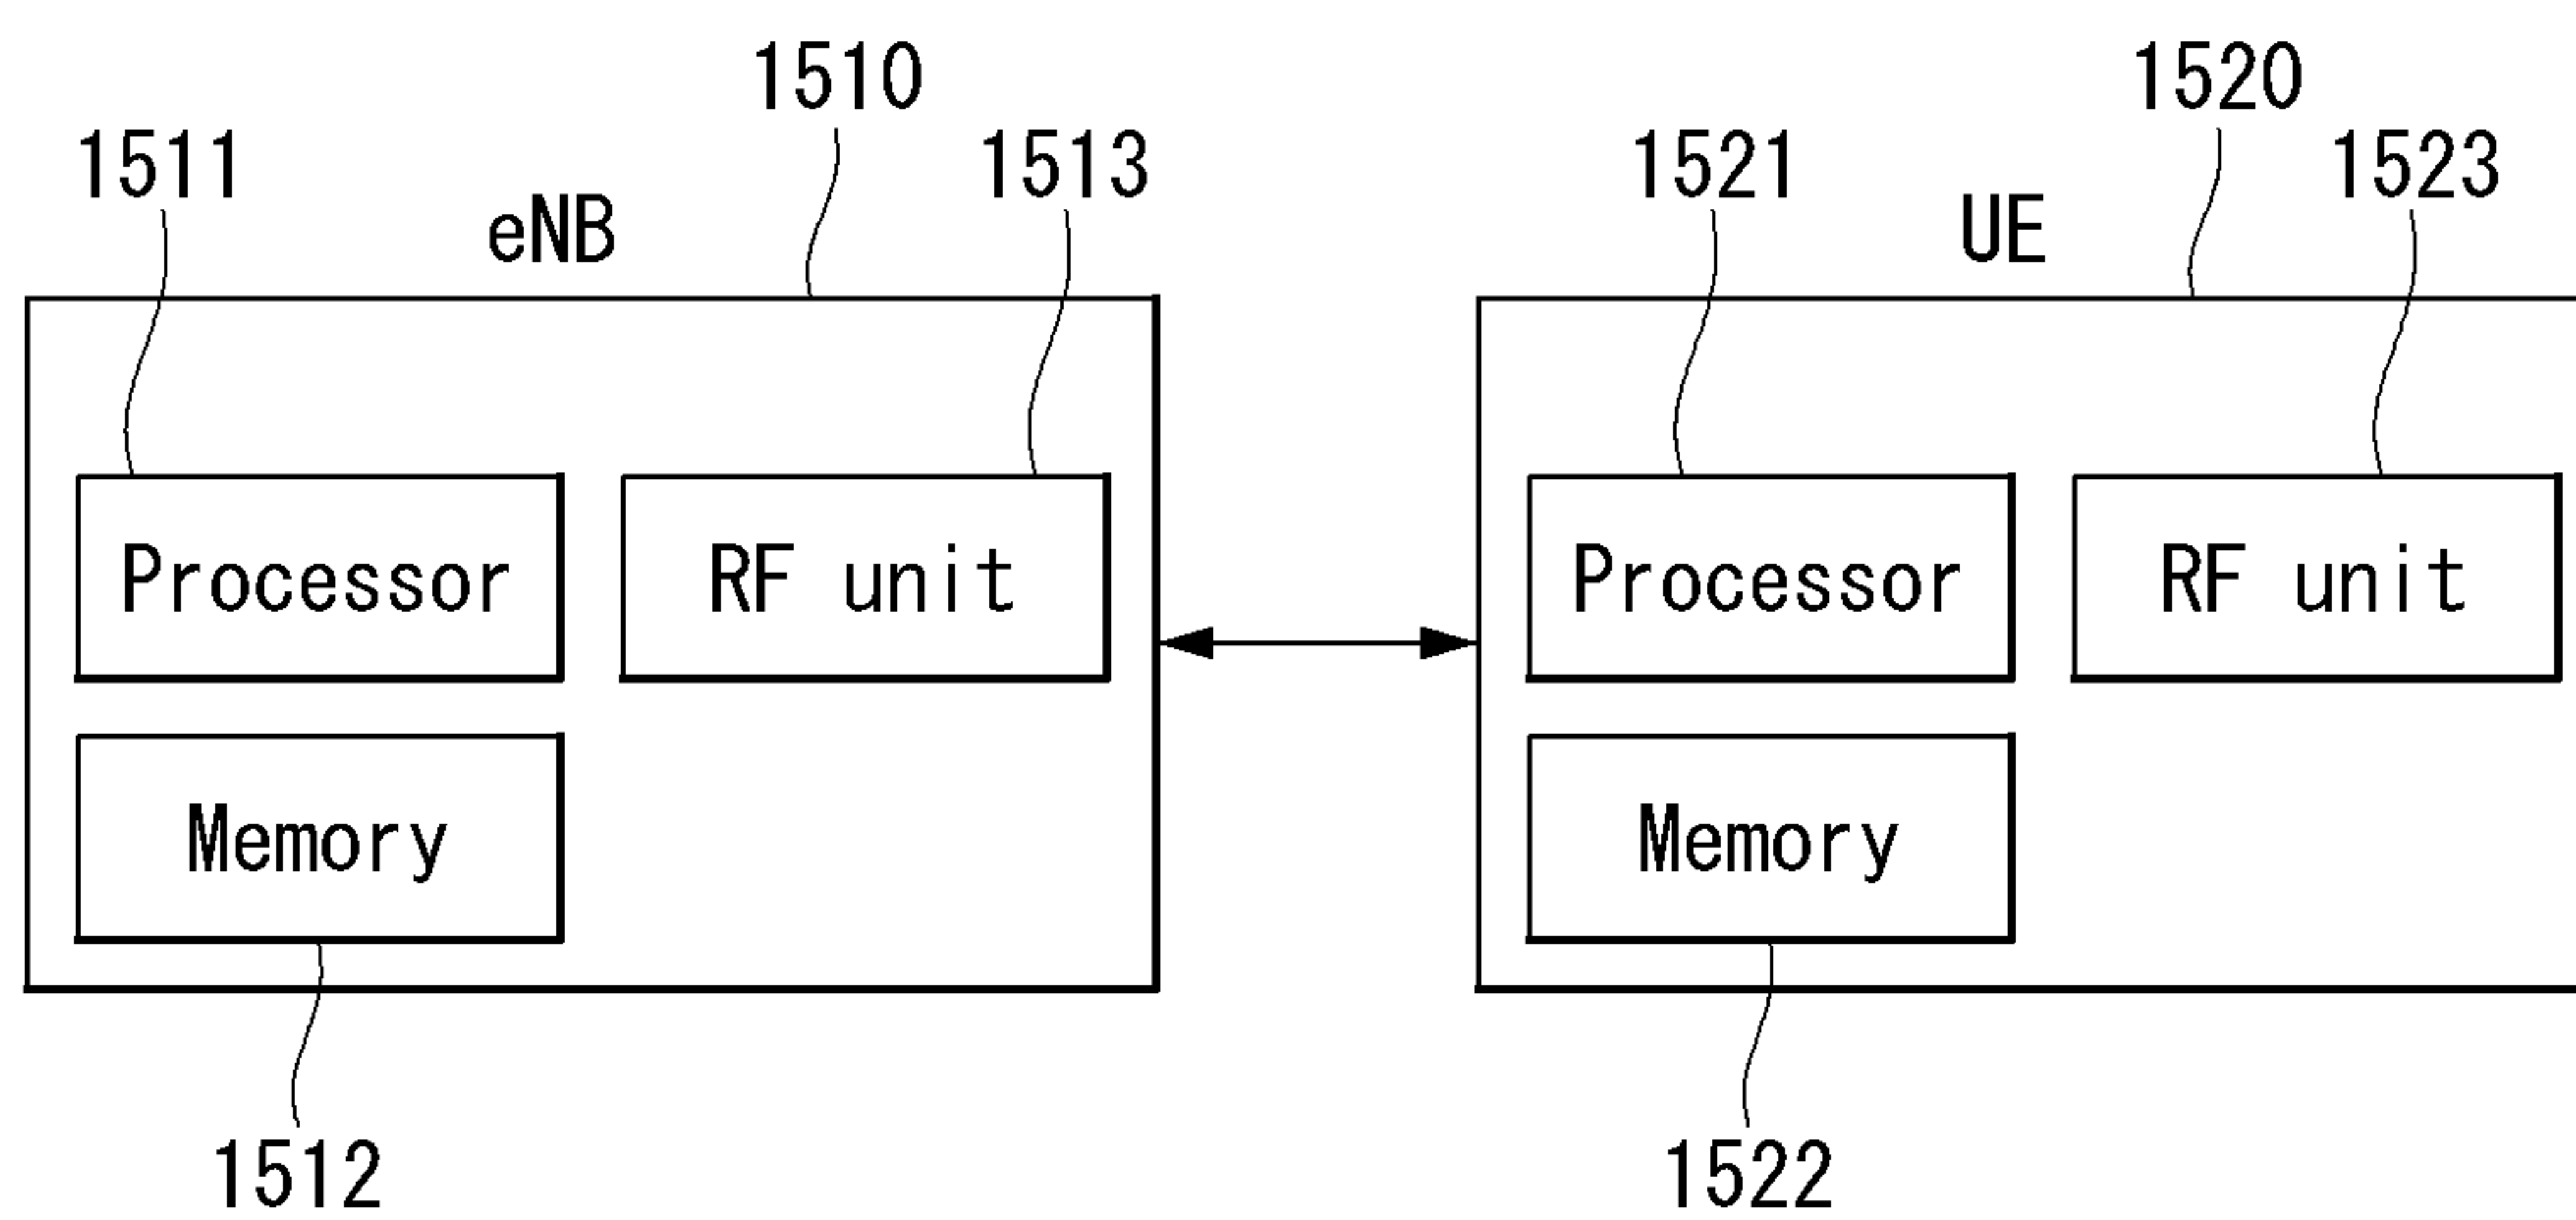 1510
1520
1511
1513
1521
1523
eNB
UE
Processor
RF unit
Processor
RF unit
Memory
Memory
1512
1522